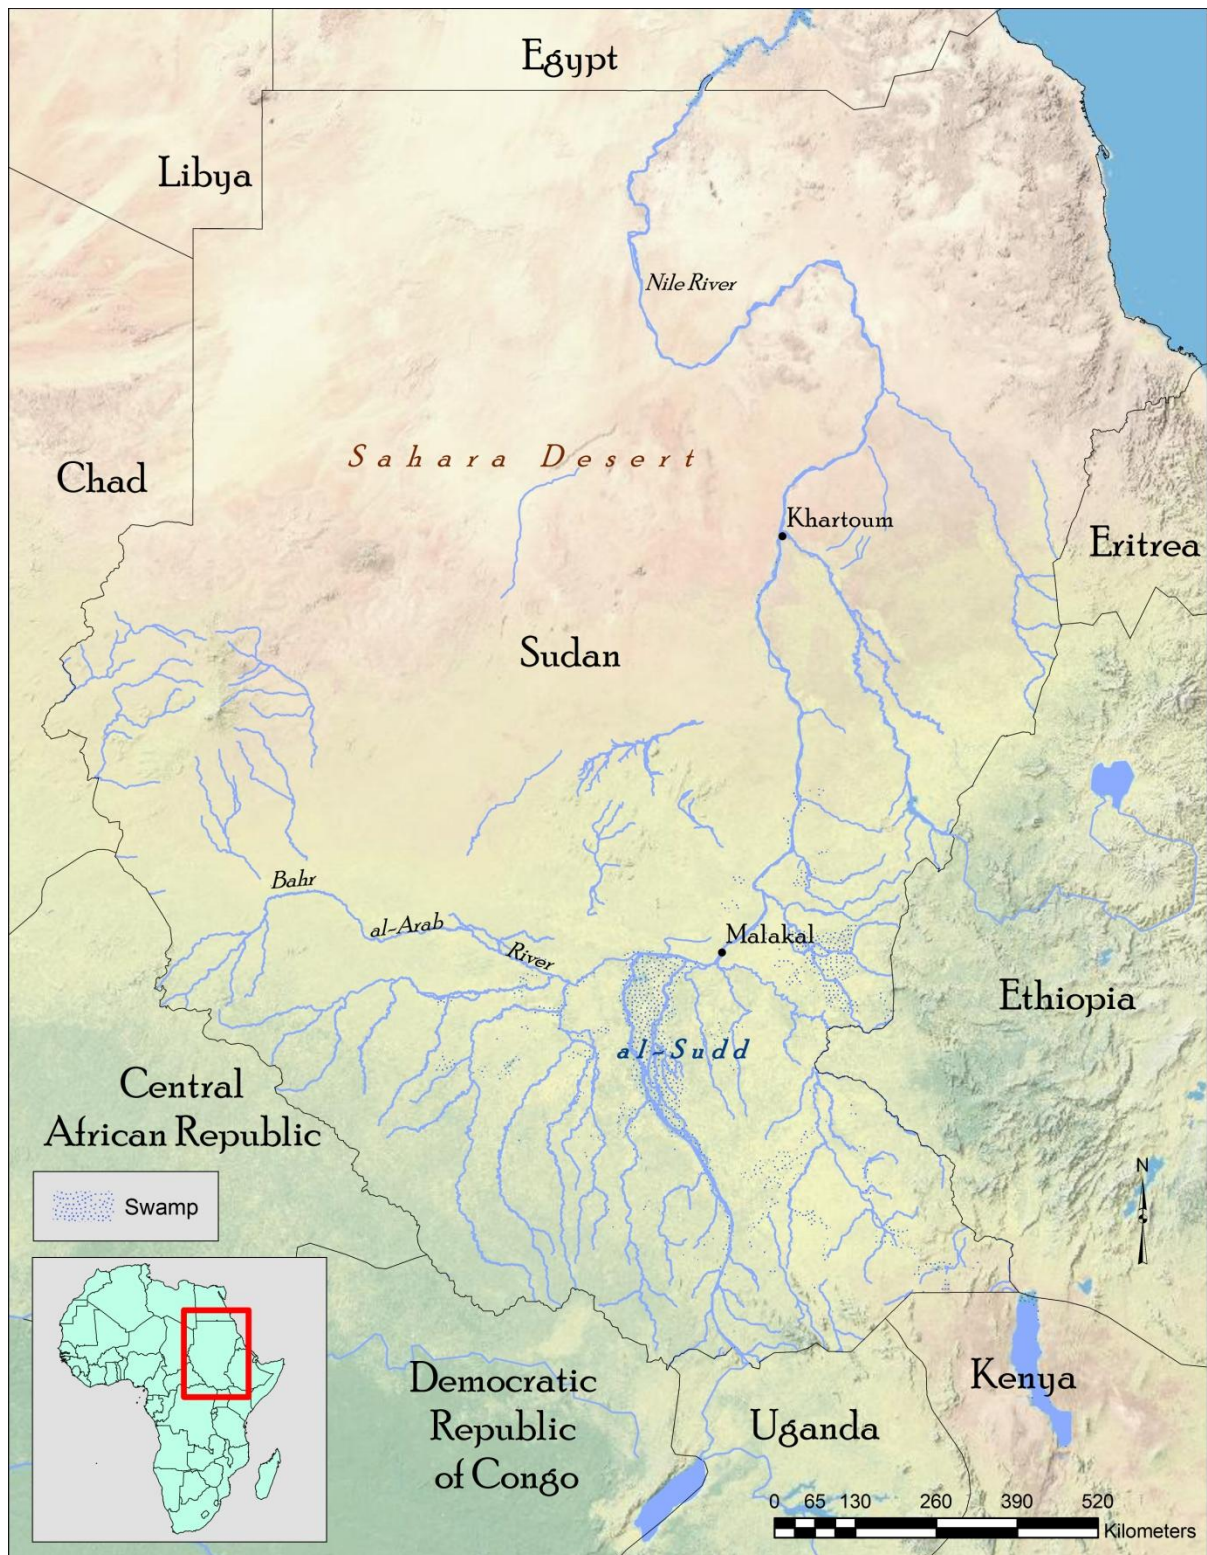 Egypt
Libya
Nile River
Sahara Desert
Chad
Khartoum
Eritrea
Sudan
Bahr
al-Arab
River
Malakal
Ethiopia
al-Sudd
Central
African Republic
Swamp
N
Democratic
Republic
of Congo
Kenya
Uganda
0 65 130 260 390 520
Kilometers